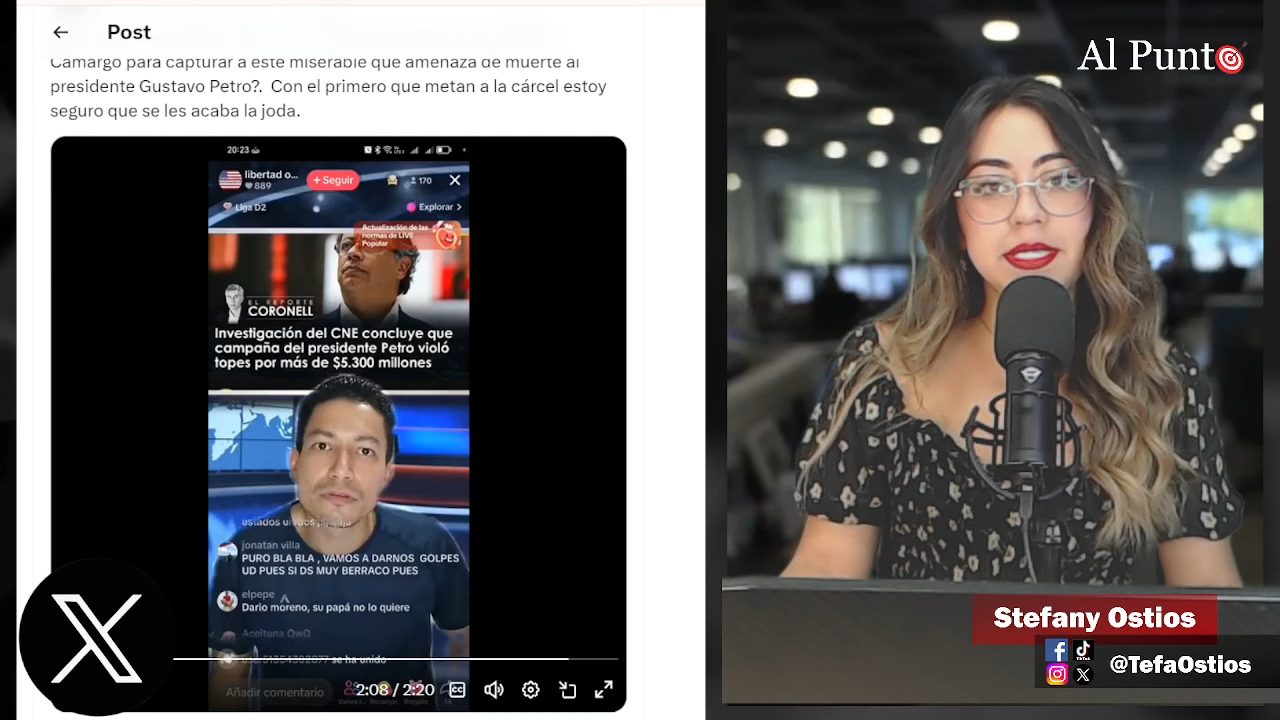 Post
Camargo para capturar a este miserable que amenaza de muerte al
presidente Gustavo Petro?. Con el primero que metan a la cárcel estoy
seguro que se les acaba la joda.
20:23
libertad o...
889
+ Seguir
170
Liga D2
Explorar >
Actualización de las
normas de LIVE
Popular
EL REPORTE
CORONELL
Investigación del CNE concluye que
campaña del presidente Petro violó
topes por más de $5.300 millones
estados unidos
jonatan villa
PURO BLA BLA , VAMOS A DARNOS GOLPES
UD PUES SI DS MUY BERRACO PUES
elpepe
Dario moreno, su papá no lo quiere
Aceituna QwQ
se ha unido
Añadir comentario
2:08 / 2:20
CC
Al Punto
Stefany Ostios
@TefaOstios